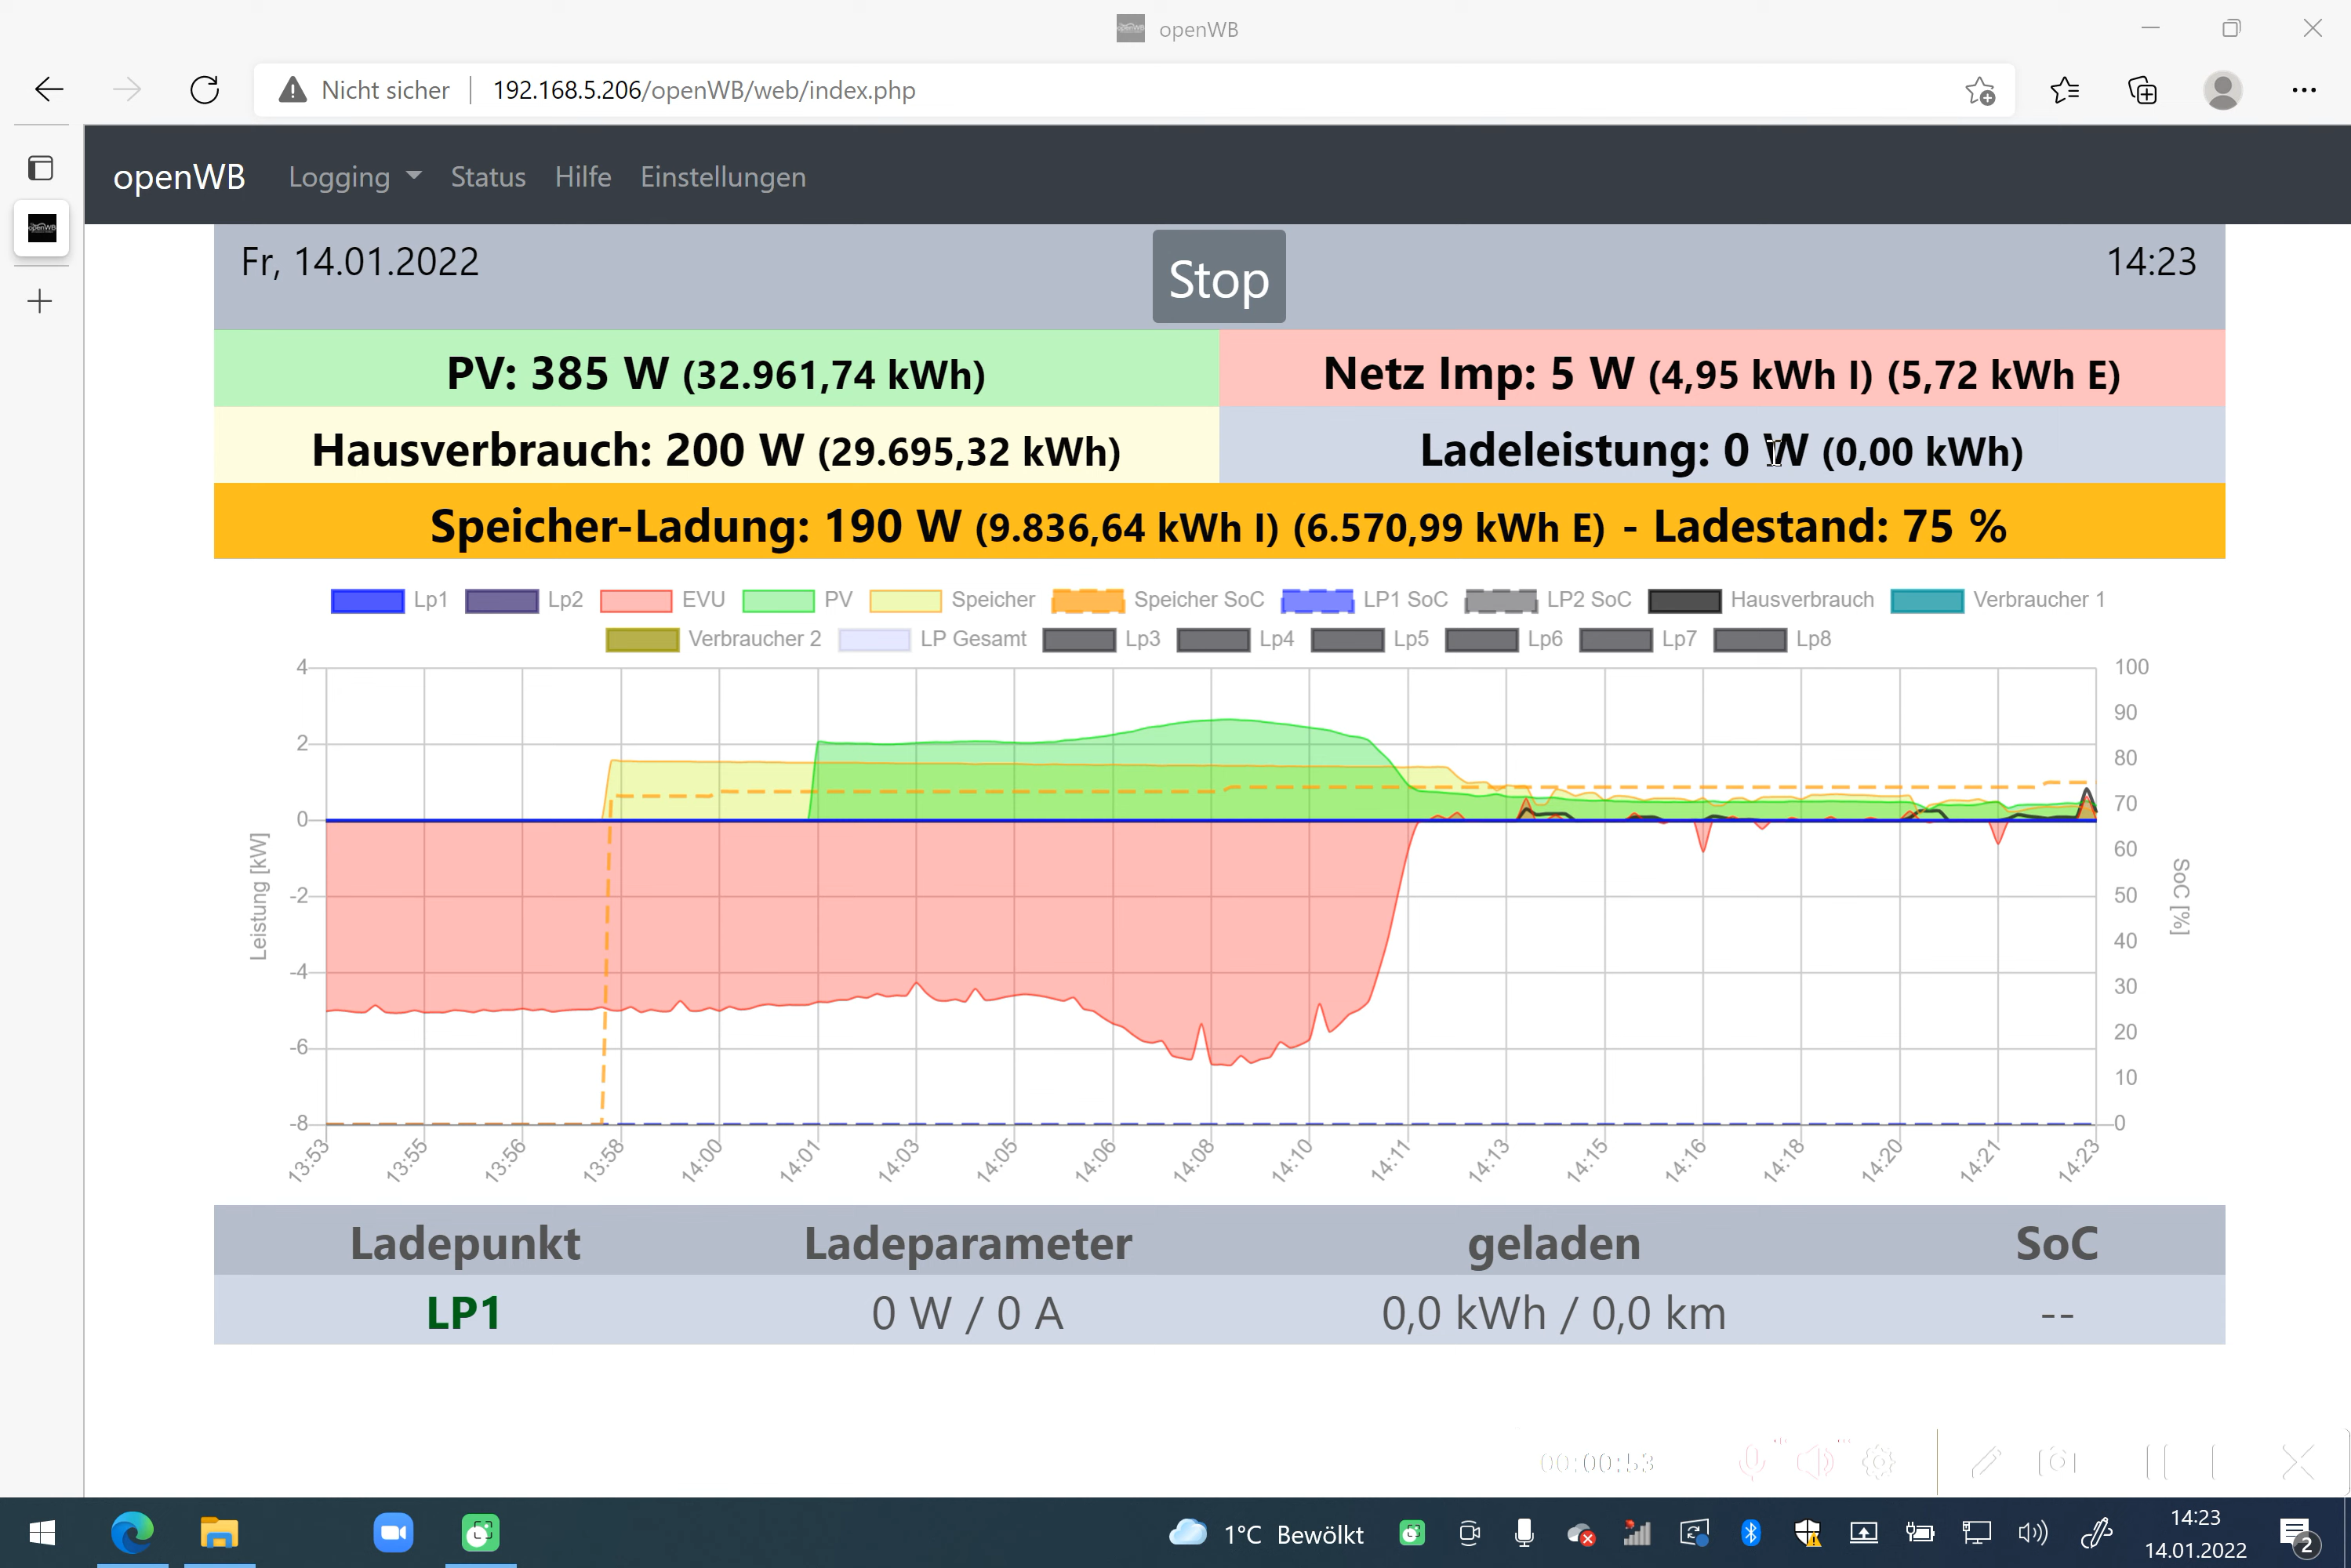 openWB
Nicht sicher
192.168.5.206/openWB/web/index.php
openWB
openWB Logging Status Hilfe Einstellungen
Fr, 14.01.2022 Stop 14:23
PV: 385 W (32.961,74 kWh) Netz Imp: 5 W (4,95 kWh I) (5,72 kWh E)
Hausverbrauch: 200 W (29.695,32 kWh) Ladeleistung: 0 W (0,00 kWh)
Speicher-Ladung: 190 W (9.836,64 kWh I) (6.570,99 kWh E) - Ladestand: 75 %
Lp1 Lp2 EVU PV Speicher Speicher SoC LP1 SoC LP2 SoC Hausverbrauch Verbraucher 1
Verbraucher 2 LP Gesamt Lp3 Lp4 Lp5 Lp6 Lp7 Lp8
4 100
90
2 80
0 70
60
-2 50
40
-4 30
-6 20
10
-8 0
Leistung [kW]
SoC [%]
13:53 13:55 13:56 13:58 14:00 14:01 14:03 14:05 14:06 14:08 14:10 14:11 14:13 14:15 14:16 14:18 14:20 14:21 14:23
Ladepunkt Ladeparameter geladen SoC
LP1 0 W / 0 A 0,0 kWh / 0,0 km --
00:00:53
1°C Bewölkt
14:23
14.01.2022
2